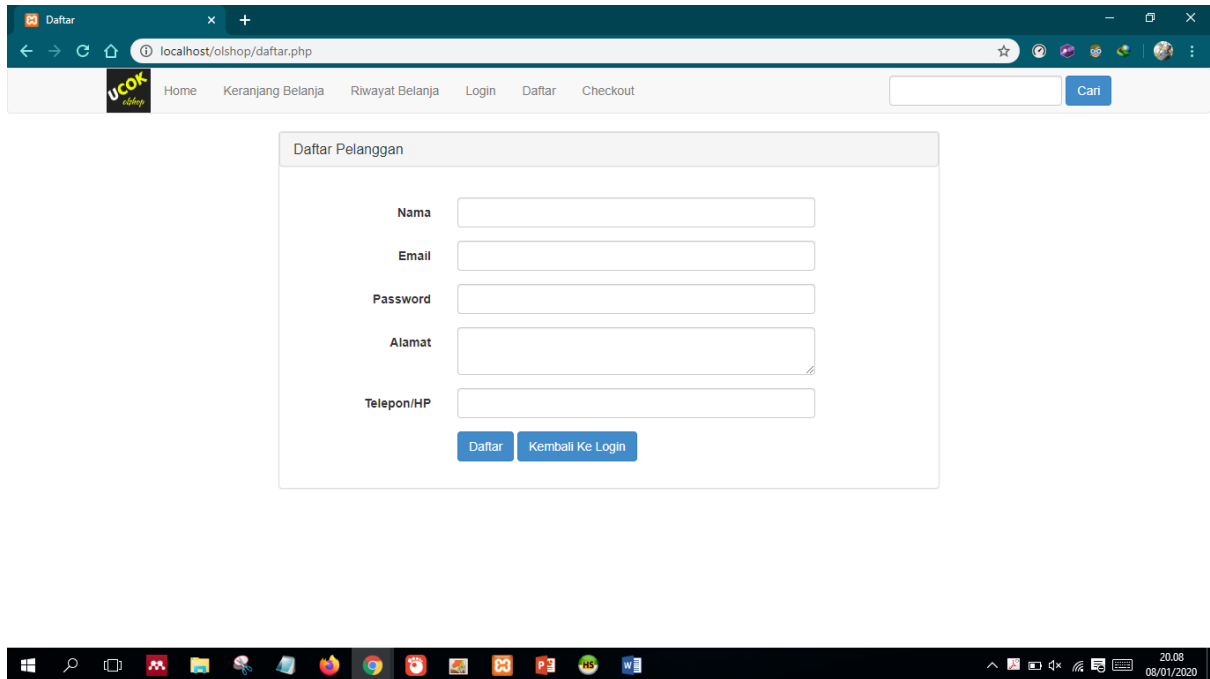 Daftar
localhost/olshop/daftar.php
UCOK
olshop
Home Keranjang Belanja Riwayat Belanja Login Daftar Checkout Cari
Daftar Pelanggan
Nama
Email
Password
Alamat
Telepon/HP
Daftar Kembali Ke Login
HS
20.08
08/01/2020